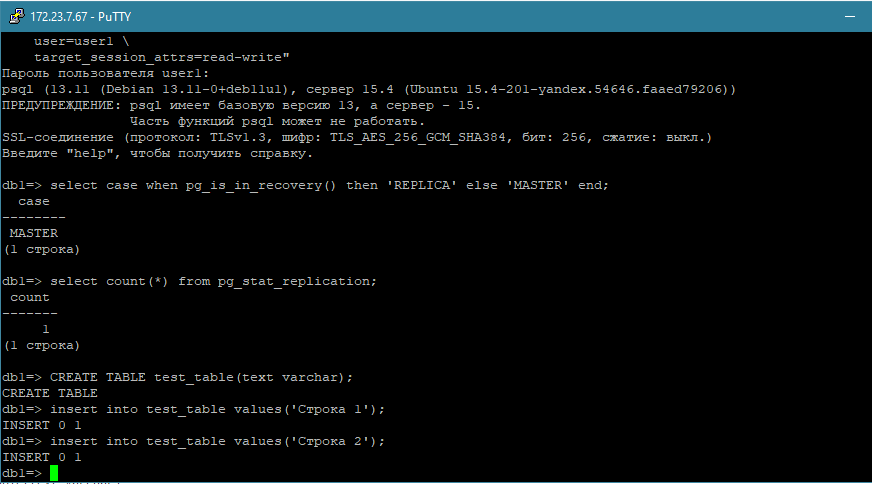 172.23.7.67 - PuTTY
user=user1 \
target_session_attrs=read-write"
Пароль пользователя user1:
psql (13.11 (Debian 13.11-0+deb11u1), сервер 15.4 (Ubuntu 15.4-201-yandex.54646.faaed79206))
ПРЕДУПРЕЖДЕНИЕ: psql имеет базовую версию 13, а сервер - 15.
Часть функций psql может не работать.
SSL-соединение (протокол: TLSv1.3, шифр: TLS_AES_256_GCM_SHA384, бит: 256, сжатие: выкл.)
Введите "help", чтобы получить справку.
db1=> select case when pg_is_in_recovery() then 'REPLICA' else 'MASTER' end;
case
--------
MASTER
(1 строка)
db1=> select count(*) from pg_stat_replication;
count
-------
1
(1 строка)
db1=> CREATE TABLE test_table(text varchar);
CREATE TABLE
db1=> insert into test_table values('Строка 1');
INSERT 0 1
db1=> insert into test_table values('Строка 2');
INSERT 0 1
db1=>